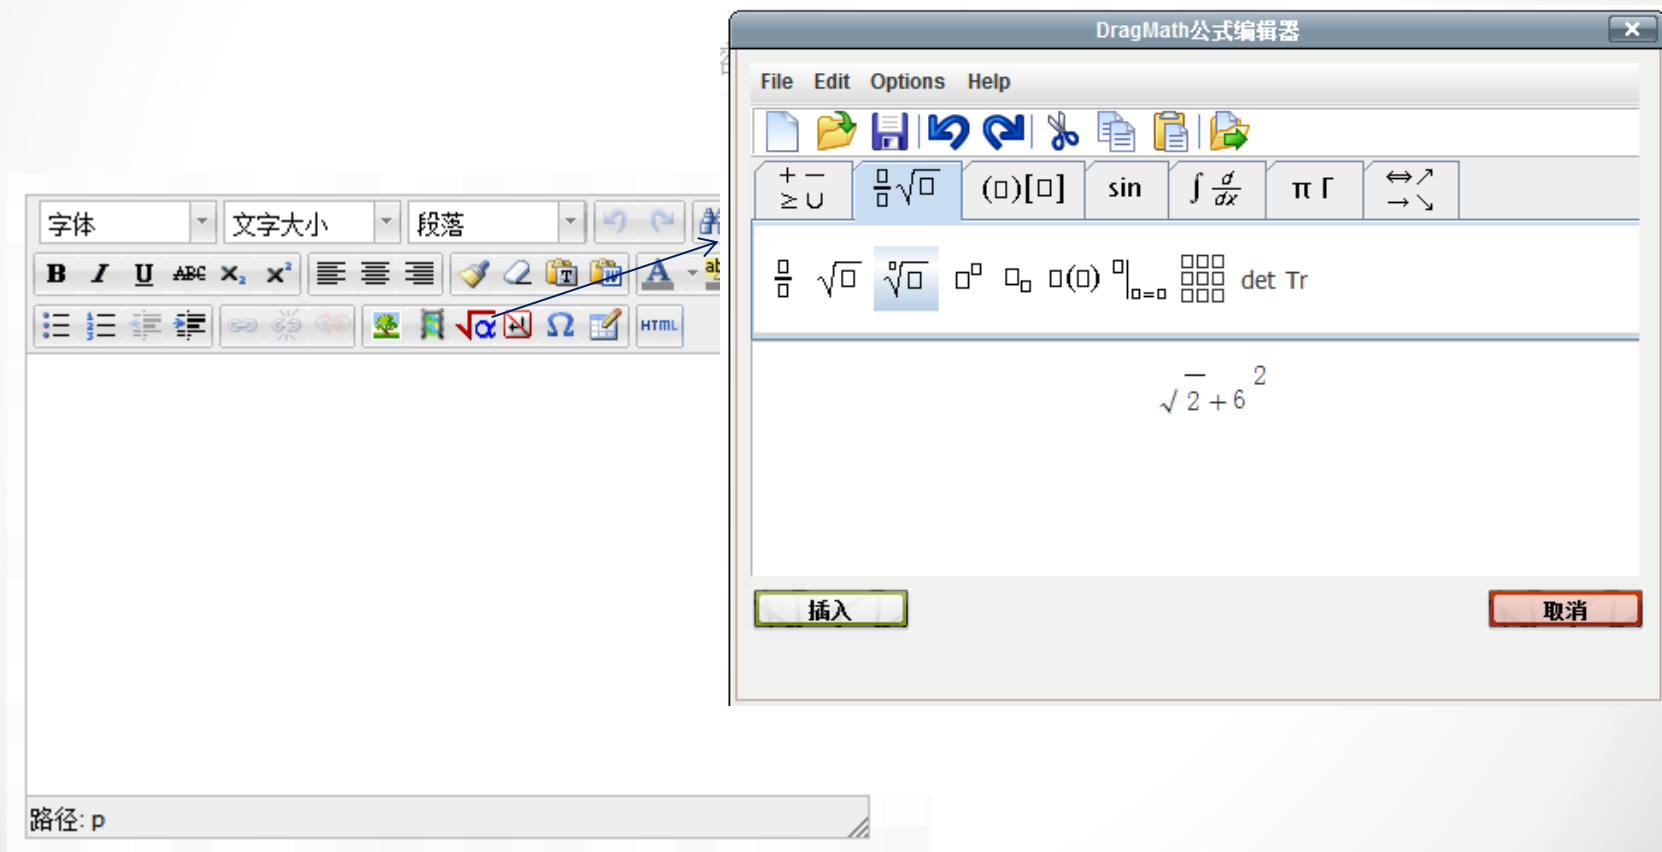 DragMath公式编辑器
File Edit Options Help
+ − ≥ ∪ □/□ √□ (□)[□] sin ∫ d/dx π Γ ⇔ ↗ → ↘
□/□ √□ □√□ □^□ □_□ □(□) □|□=□ det Tr
√2+6 2
插入 取消
字体 文字大小 段落
B I U ABC x₂ x² T W A ab
√α Ω HTML
路径: p